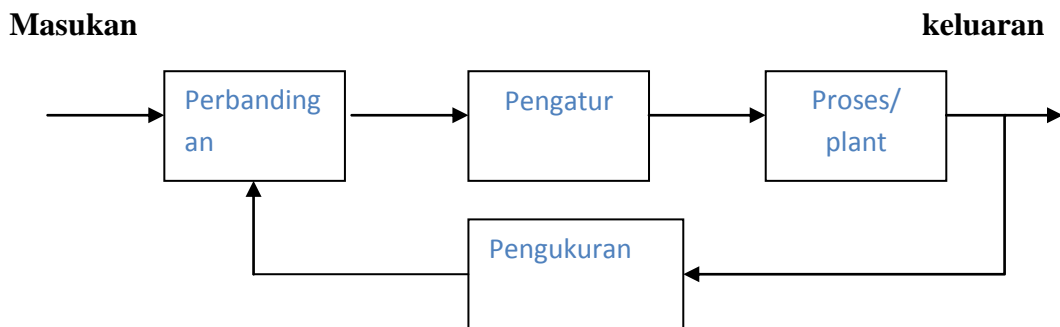 Masukan keluaran
Perbanding
an
Pengatur
Proses/
plant
Pengukuran